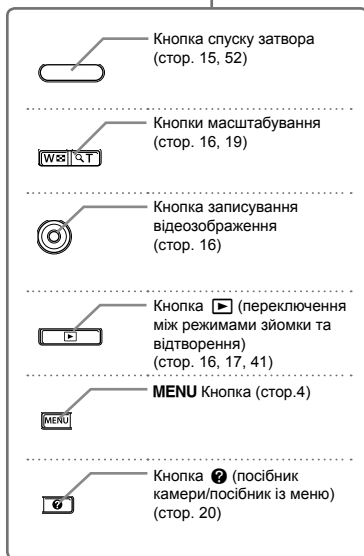 Кнопка спуску затвора
(стор. 15, 52)
Кнопки масштабування
(стор. 16, 19)
W T
Кнопка записування
відеозображення
(стор. 16)
Кнопка ▶ (переключення
між режимами зйомки та
відтворення)
(стор. 16, 17, 41)
MENU Кнопка (стор.4)
MENU
Кнопка ? (посібник
камери/посібник із меню)
(стор. 20)
?